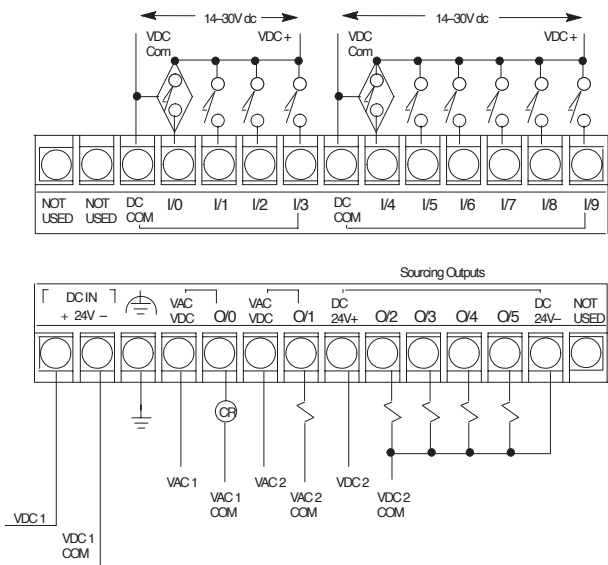 14–30V dc
14–30V dc
VDC
Com
VDC +
VDC
Com
VDC +
NOT
USED
NOT
USED
DC
COM
I/0
I/1
I/2
I/3
DC
COM
I/4
I/5
I/6
I/7
I/8
I/9
Sourcing Outputs
DC IN
+ 24V –
VAC
VDC
O/0
VAC
VDC
O/1
DC
24V+
O/2
O/3
O/4
O/5
DC
24V–
NOT
USED
CR
VAC 1
VAC 1
COM
VAC 2
VAC 2
COM
VDC 2
VDC 2
COM
VDC 1
VDC 1
COM